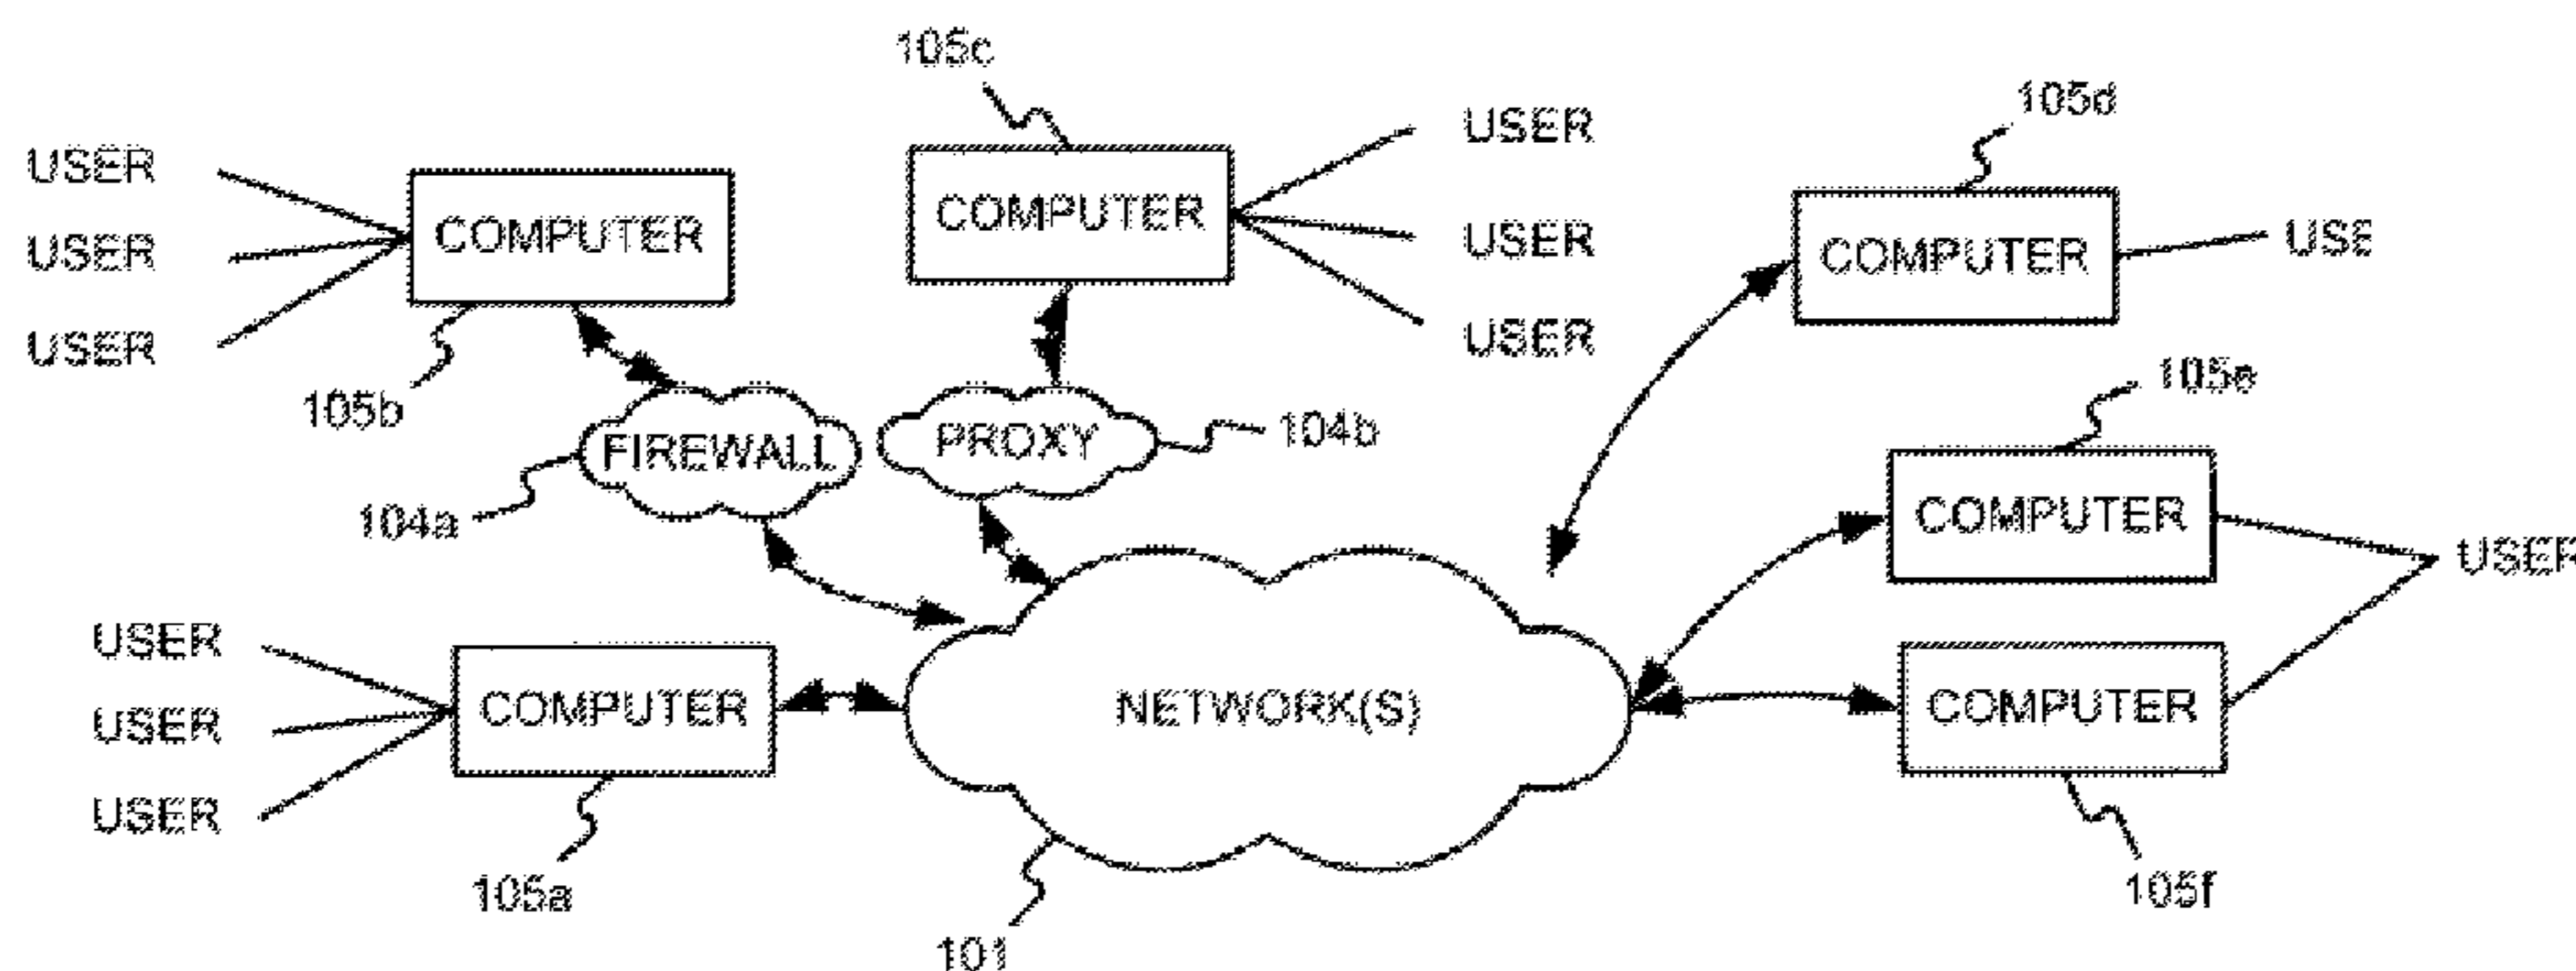 105c
105d
USER
USER
USER
COMPUTER
105b
COMPUTER
USER
USER
USER
COMPUTER
USE
FIREWALL
104a
PROXY
104b
105e
COMPUTER
USER
USER
USER
USER
COMPUTER
105a
NETWORK(S)
101
COMPUTER
105f